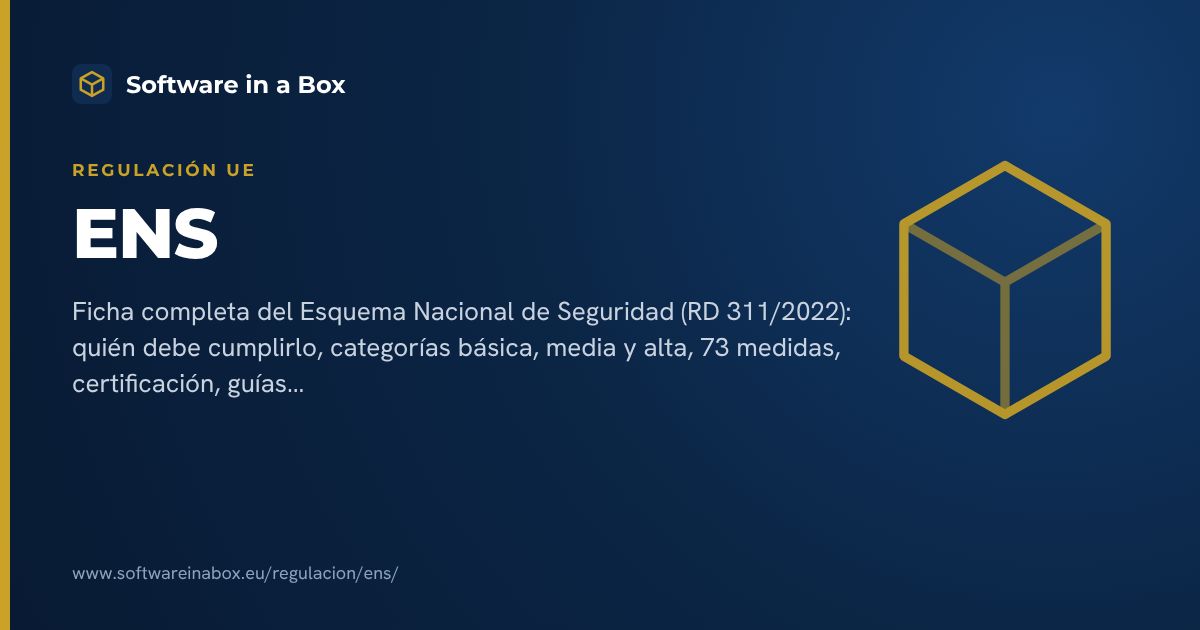 Software in a Box
REGULACIÓN UE
ENS
Ficha completa del Esquema Nacional de Seguridad (RD 311/2022):
quién debe cumplirlo, categorías básica, media y alta, 73 medidas,
certificación, guías...
www.softwareinabox.eu/regulacion/ens/